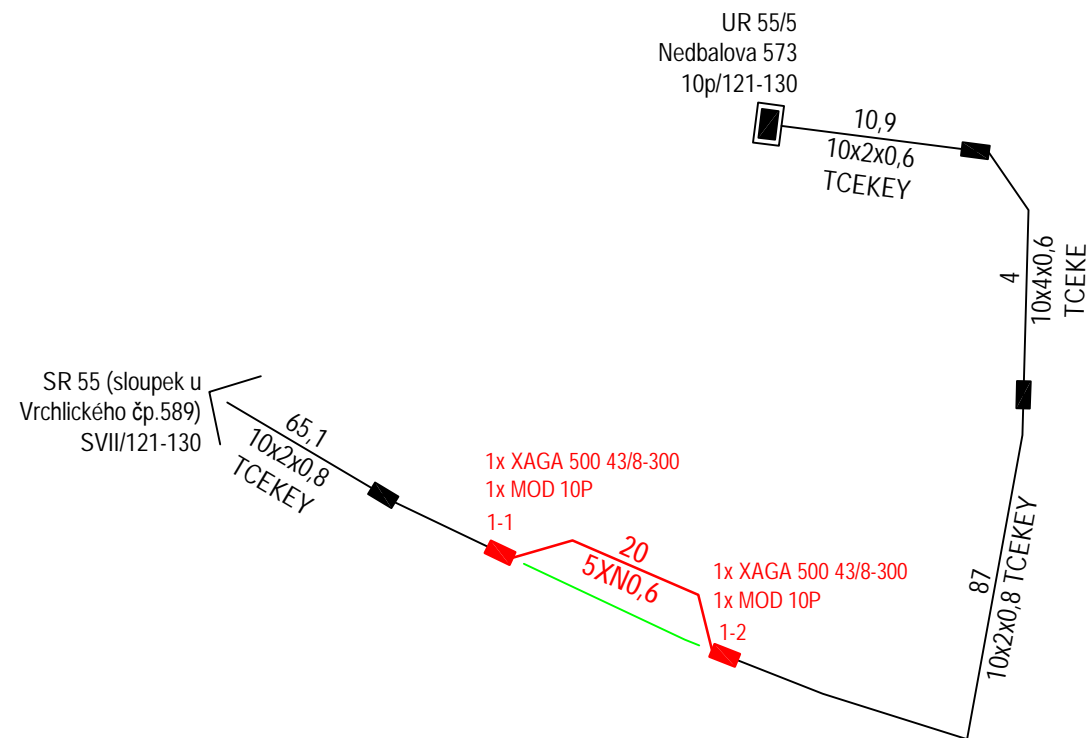 UR 55/5
Nedbalova 573
10p/121-130
10,9
10x2x0,6
TCEKEY
4
10x4x0,6
TCEKE
SR 55 (sloupek u
Vrchlického čp.589)
SVII/121-130
65,1
10x2x0,8
TCEKEY
1x XAGA 500 43/8-300
1x MOD 10P
1-1
20
5XN0,6
1x XAGA 500 43/8-300
1x MOD 10P
1-2
87
10x2x0,8 TCEKEY